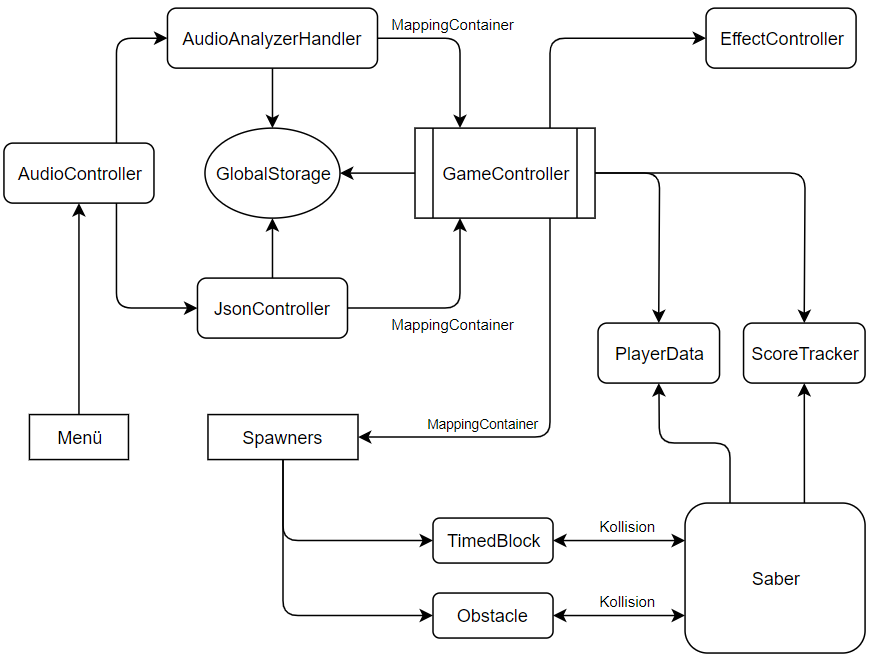 MappingContainer
AudioAnalyzerHandler
EffectController
AudioController
GlobalStorage
GameController
JsonController
MappingContainer
PlayerData
ScoreTracker
MappingContainer
Menü
Spawners
Kollision
TimedBlock
Saber
Kollision
Obstacle